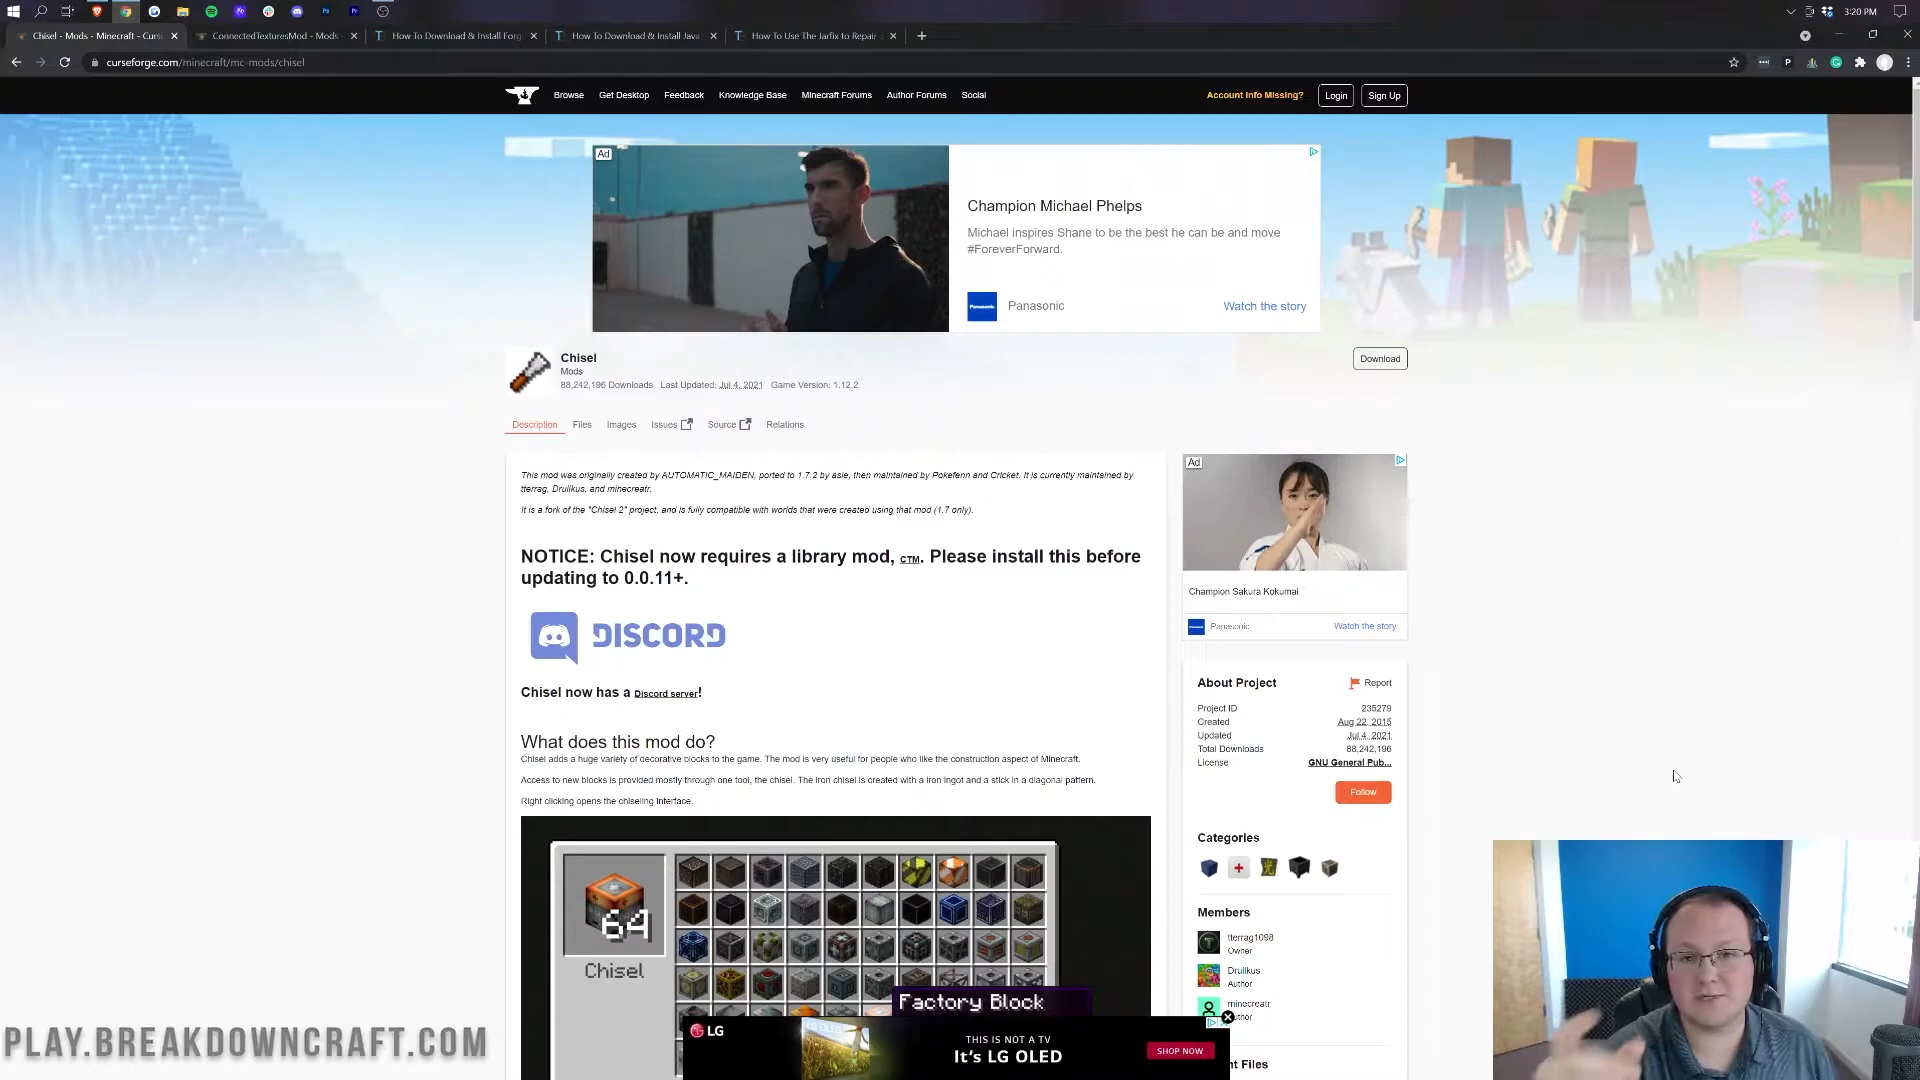 3:20 PM
Chisel - Mods - Minecraft - Curse
ConnectedTexturesMod - Mods
How To Download & Install Forg
How To Download & Install Java
How To Use The Jarfix to Repair
curseforge.com/minecraft/mc-mods/chisel
Browse
Get Desktop
Feedback
Knowledge Base
Minecraft Forums
Author Forums
Social
Account Info Missing?
Login
Sign Up
Ad
Champion Michael Phelps
Michael inspires Shane to be the best he can be and move
#ForeverForward.
Panasonic
Panasonic
Watch the story
Chisel
Mods
88,242,196 Downloads Last Updated: Jul 4, 2021 Game Version: 1.12.2
Download
Description
Files
Images
Issues
Source
Relations
This mod was originally created by AUTOMATIC_MAIDEN, ported to 1.7.2 by asie, then maintained by Pokefenn and Cricket. It is currently maintained by
tterrag, Drullkus, and minecreatr.
It is a fork of the "Chisel 2" project, and is fully compatible with worlds that were created using that mod (1.7 only).
NOTICE: Chisel now requires a library mod, CTM. Please install this before
updating to 0.0.11+.
DISCORD
Chisel now has a Discord server!
What does this mod do?
Chisel adds a huge variety of decorative blocks to the game. The mod is very useful for people who like the construction aspect of Minecraft.
Access to new blocks is provided mostly through one tool, the chisel. The iron chisel is created with a iron ingot and a stick in a diagonal pattern.
Right clicking opens the chiseling interface.
64
Chisel
Factory Block
Ad
Champion Sakura Kokumai
Panasonic
Watch the story
About Project
Report
Project ID 235279
Created Aug 22, 2015
Updated Jul 4, 2021
Total Downloads 88,242,196
License GNU General Pub...
Follow
Categories
Members
tterrag1098
Owner
Drullkus
Author
minecreatr
uthor
nt Files
LG
LG OLED
THIS IS NOT A TV
It's LG OLED
SHOP NOW
PLAY.BREAKDOWNCRAFT.COM